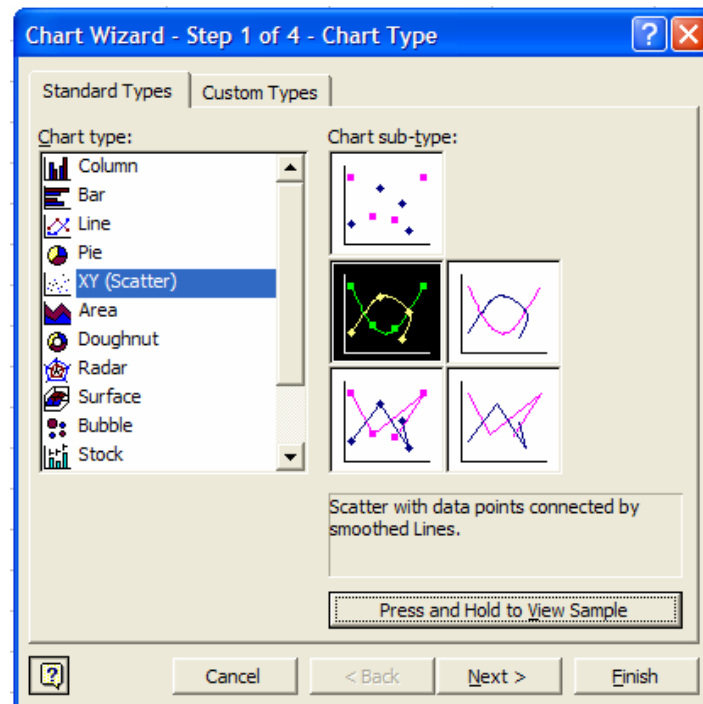 Chart Wizard - Step 1 of 4 - Chart Type
Standard Types
Custom Types
Chart type:
Column
Bar
Line
Pie
XY (Scatter)
Area
Doughnut
Radar
Surface
Bubble
Stock
Chart sub-type:
Scatter with data points connected by
smoothed Lines.
Press and Hold to View Sample
Cancel
< Back
Next >
Finish